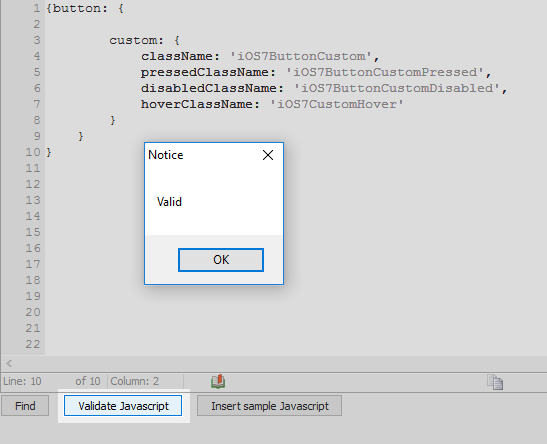 1 {button: {
2
3 custom: {
4 className: 'iOS7ButtonCustom',
5 pressedClassName: 'iOS7ButtonCustomPressed',
6 disabledClassName: 'iOS7ButtonCustomDisabled',
7 hoverClassName: 'iOS7CustomHover'
8 }
9 }
10 }
11
12
13
14
15
16
17
18
19
20
21
22
Notice
Valid
OK
Line: 10 of 10 Column: 2
Find Validate Javascript Insert sample Javascript